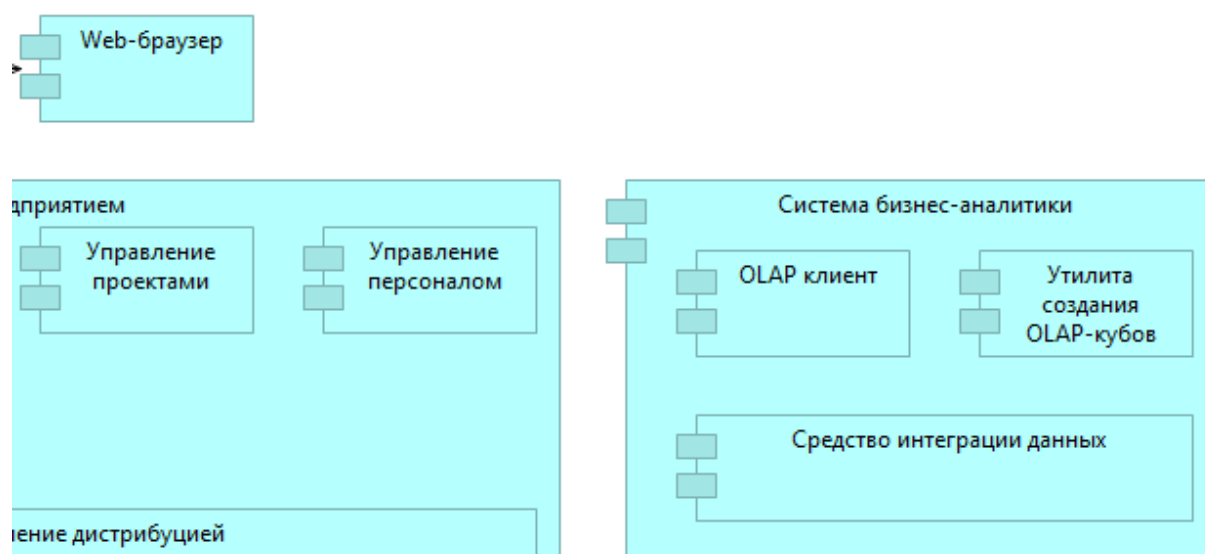 Web-браузер
дприятием
Управление
проектами
Управление
персоналом
Система бизнес-аналитики
OLAP клиент
Утилита
создания
OLAP-кубов
Средство интеграции данных
ление дистрибуцией